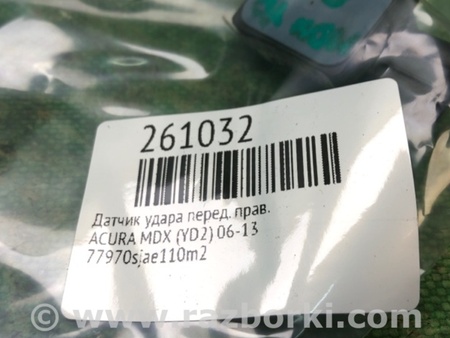 261032
Датчик удара перед. прав.
ACURA MDX (YD2) 06-13
77970sjae110m2
www.razborki.com